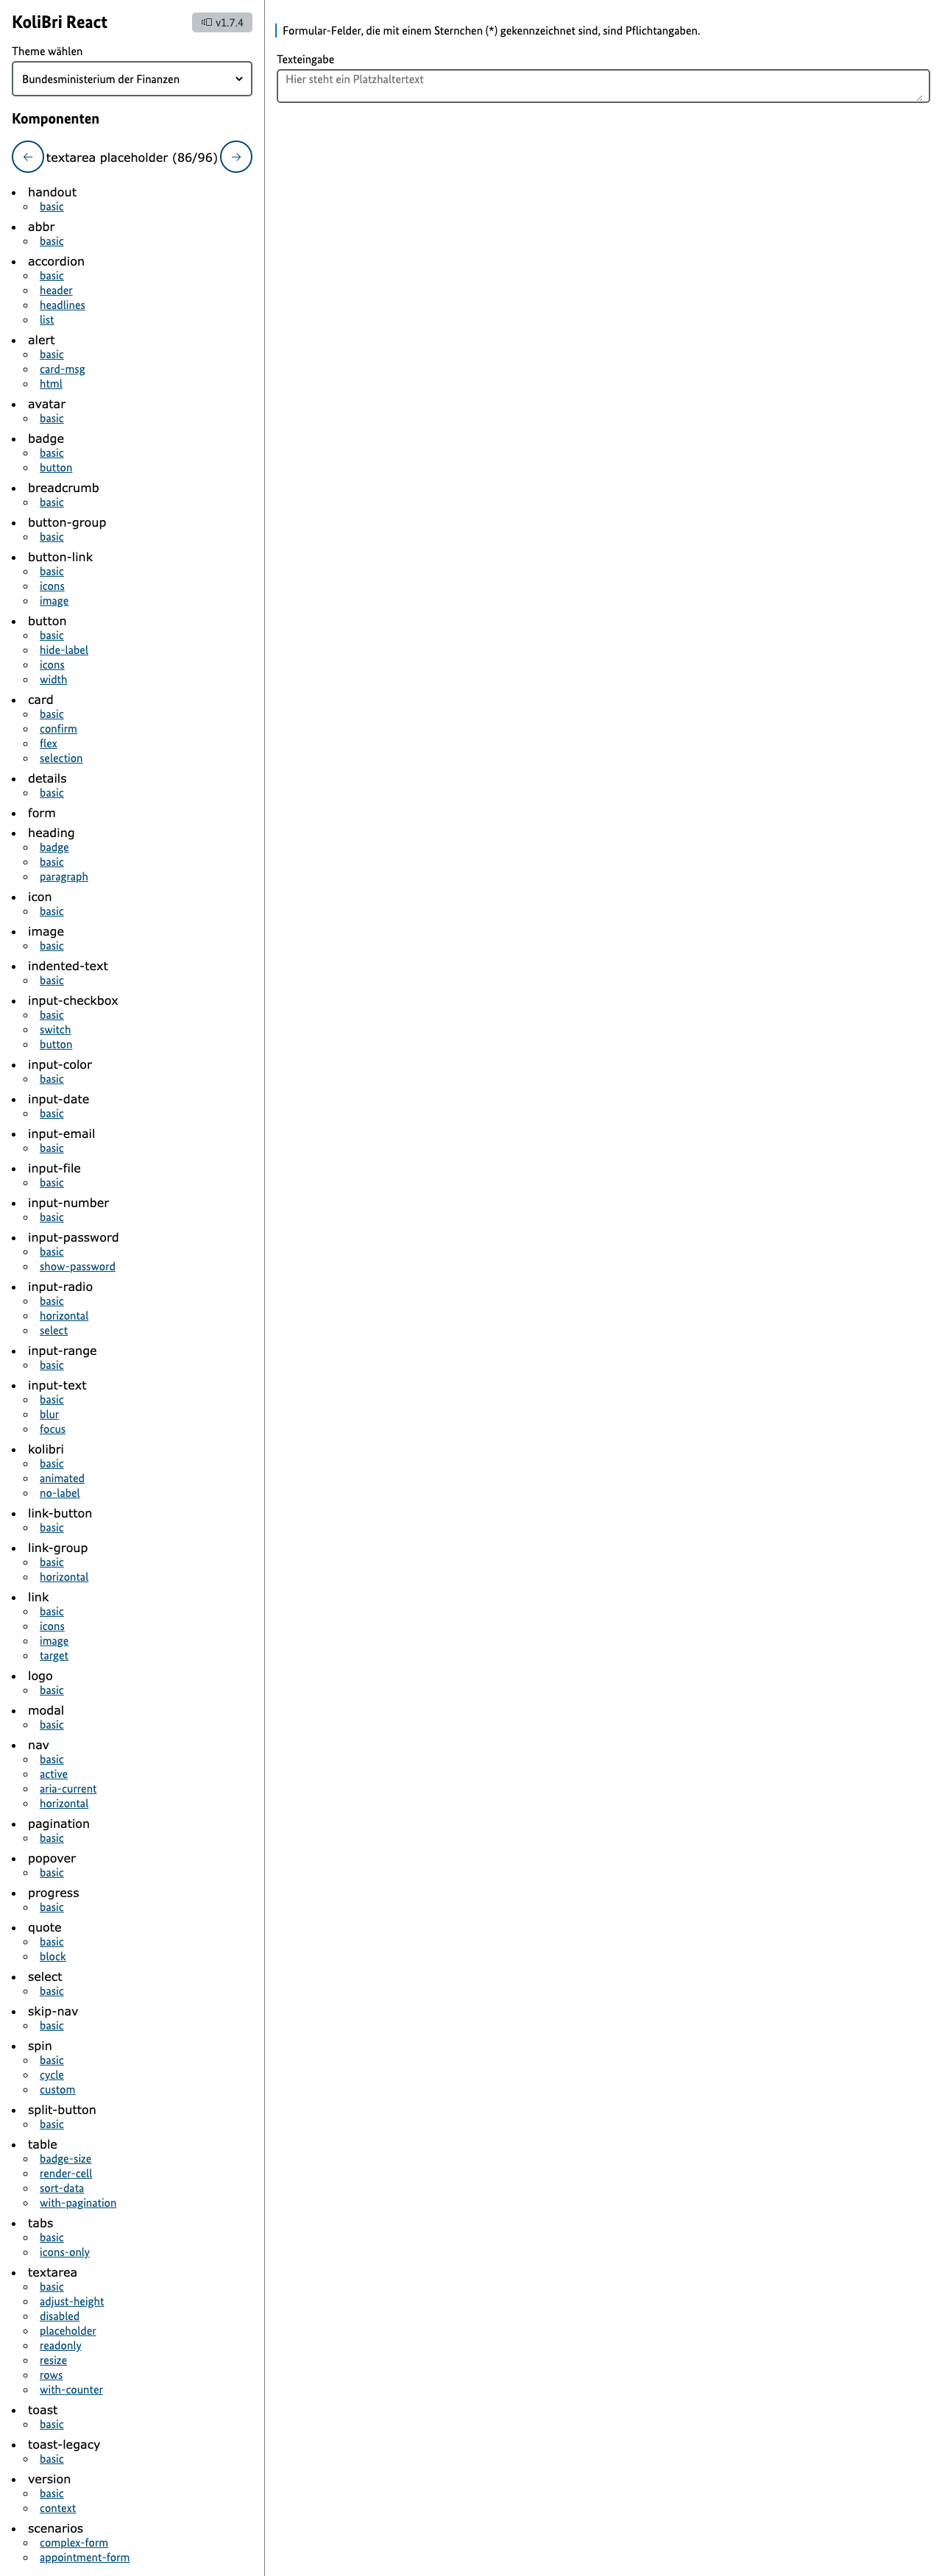 KoliBri React
v1.7.4
Theme wählen
Bundesministerium der Finanzen
Komponenten
textarea placeholder (86/96)
handout
basic
abbr
basic
accordion
basic
header
headlines
list
alert
basic
card-msg
html
avatar
basic
badge
basic
button
breadcrumb
basic
button-group
basic
button-link
basic
icons
image
button
basic
hide-label
icons
width
card
basic
confirm
flex
selection
details
basic
form
heading
badge
basic
paragraph
icon
basic
image
basic
indented-text
basic
input-checkbox
basic
switch
button
input-color
basic
input-date
basic
input-email
basic
input-file
basic
input-number
basic
input-password
basic
show-password
input-radio
basic
horizontal
select
input-range
basic
input-text
basic
blur
focus
kolibri
basic
animated
no-label
link-button
basic
link-group
basic
horizontal
link
basic
icons
image
target
logo
basic
modal
basic
nav
basic
active
aria-current
horizontal
pagination
basic
popover
basic
progress
basic
quote
basic
block
select
basic
skip-nav
basic
spin
basic
cycle
custom
split-button
basic
table
badge-size
render-cell
sort-data
with-pagination
tabs
basic
icons-only
textarea
basic
adjust-height
disabled
placeholder
readonly
resize
rows
with-counter
toast
basic
toast-legacy
basic
version
basic
context
scenarios
complex-form
appointment-form
Formular-Felder, die mit einem Sternchen (*) gekennzeichnet sind, sind Pflichtangaben.
Texteingabe
Hier steht ein Platzhaltertext